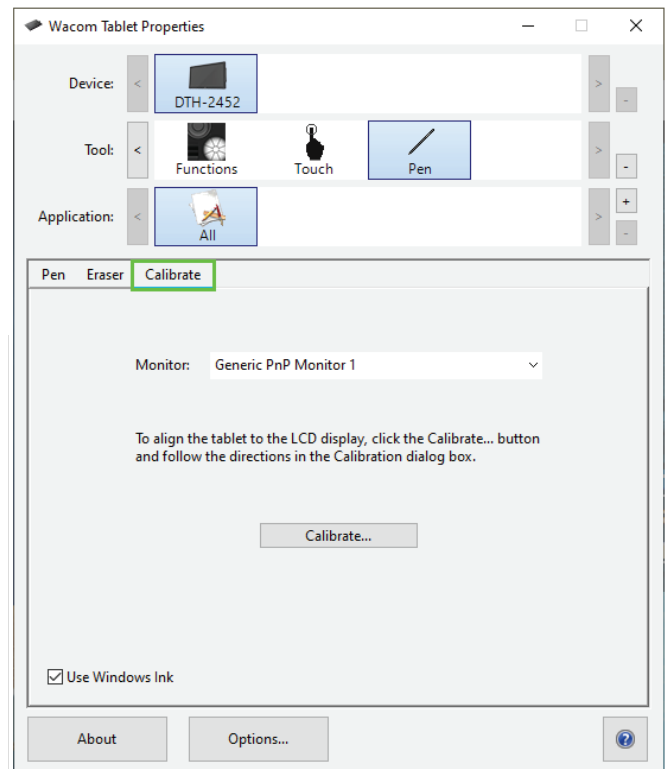 Wacom Tablet Properties
Device:
<
DTH-2452
>
-
Tool:
<
Functions
Touch
Pen
>
-
Application:
<
All
>
+
-
Pen Eraser Calibrate
Monitor: Generic PnP Monitor 1
To align the tablet to the LCD display, click the Calibrate... button
and follow the directions in the Calibration dialog box.
Calibrate...
Use Windows Ink
About Options... ?